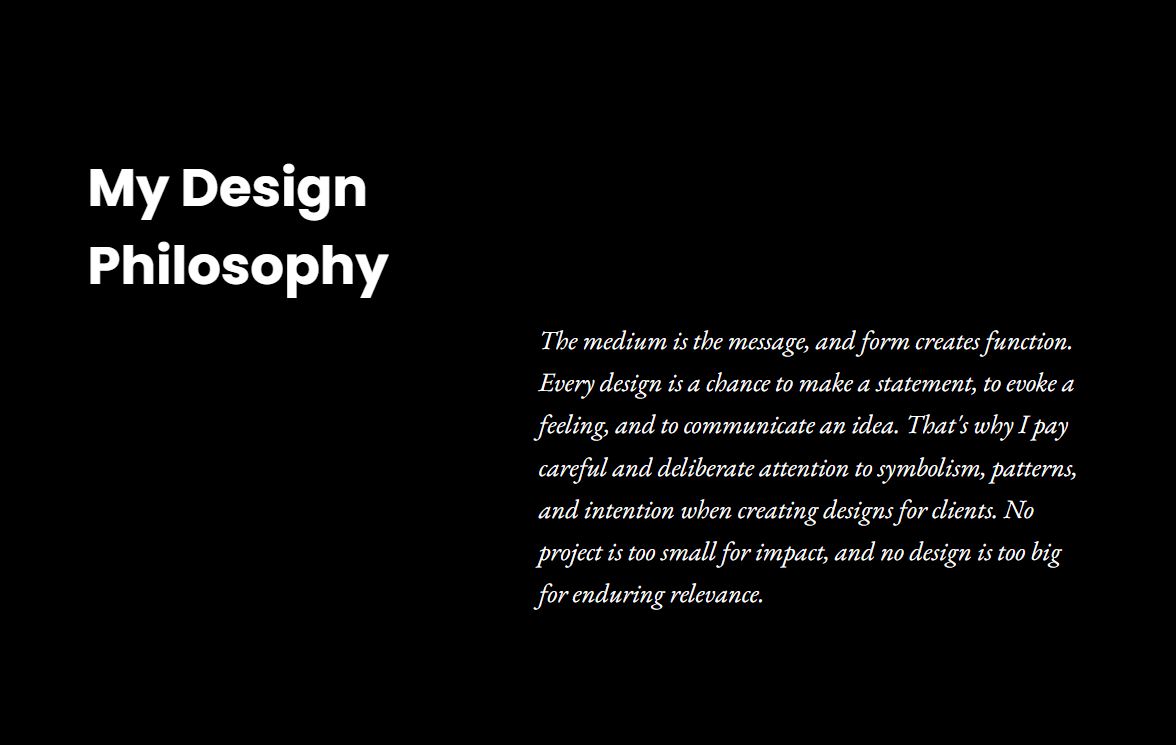 My Design
Philosophy
The medium is the message, and form creates function.
Every design is a chance to make a statement, to evoke a
feeling, and to communicate an idea. That's why I pay
careful and deliberate attention to symbolism, patterns,
and intention when creating designs for clients. No
project is too small for impact, and no design is too big
for enduring relevance.